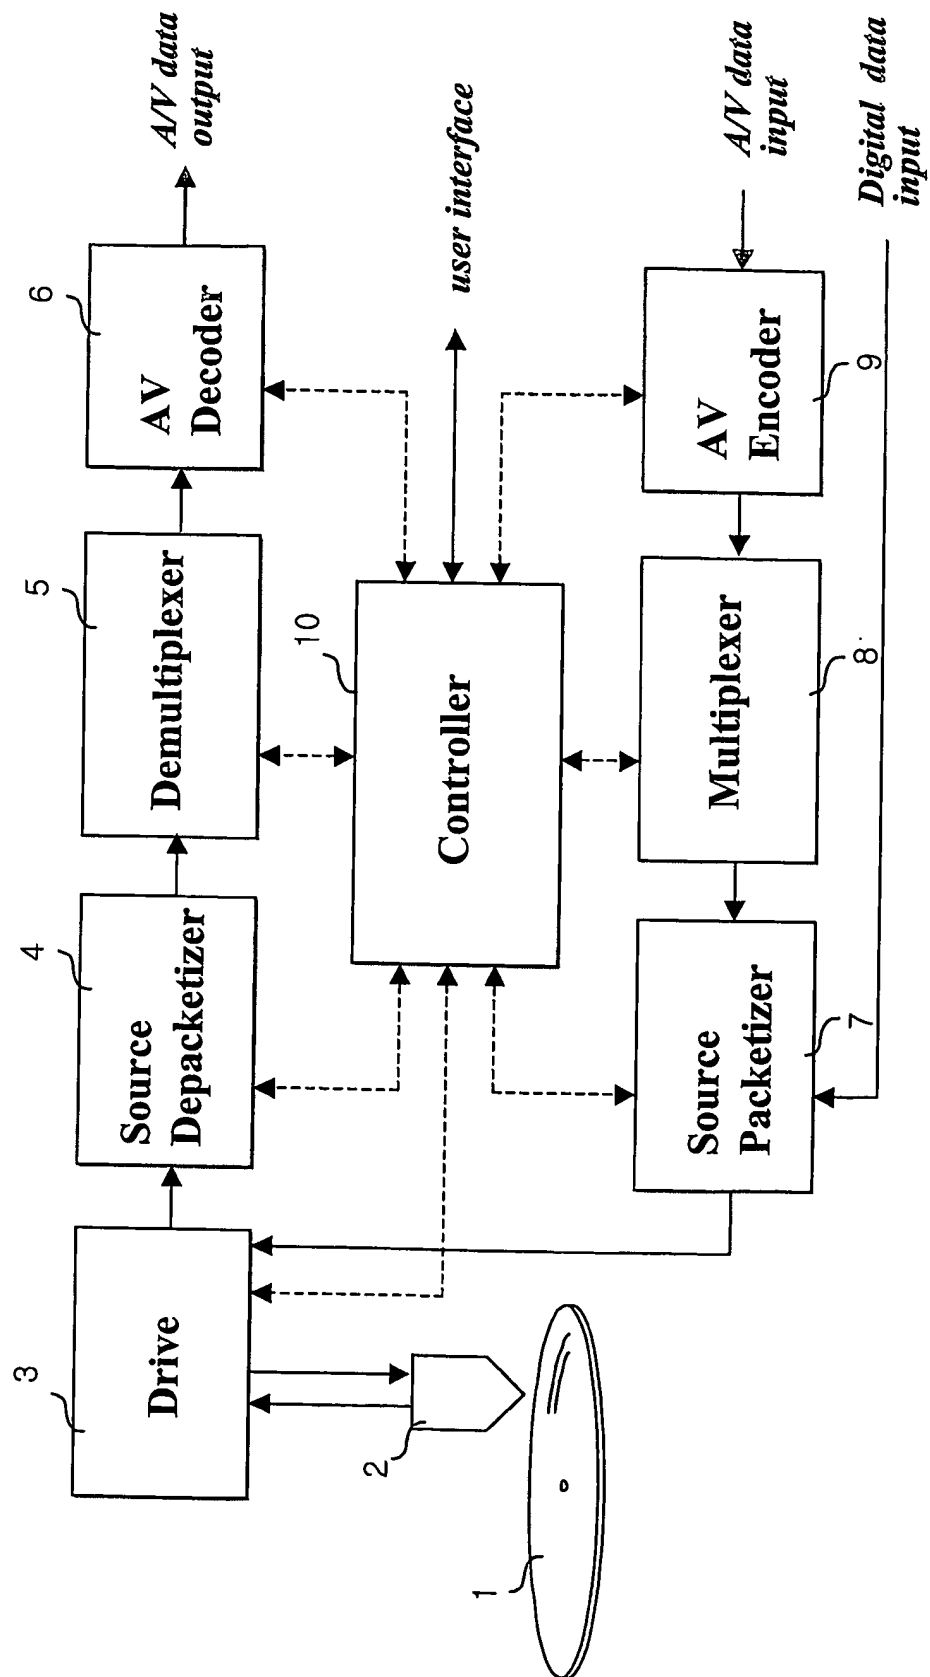 3
Drive
4
Source
Depacketizer
5
Demultiplexer
6
AV
Decoder
A/V data
output
2
1
10
Controller
user interface
Source
Packetizer
7
Multiplexer
8
AV
Encoder
9
A/V data
input
Digital data
input